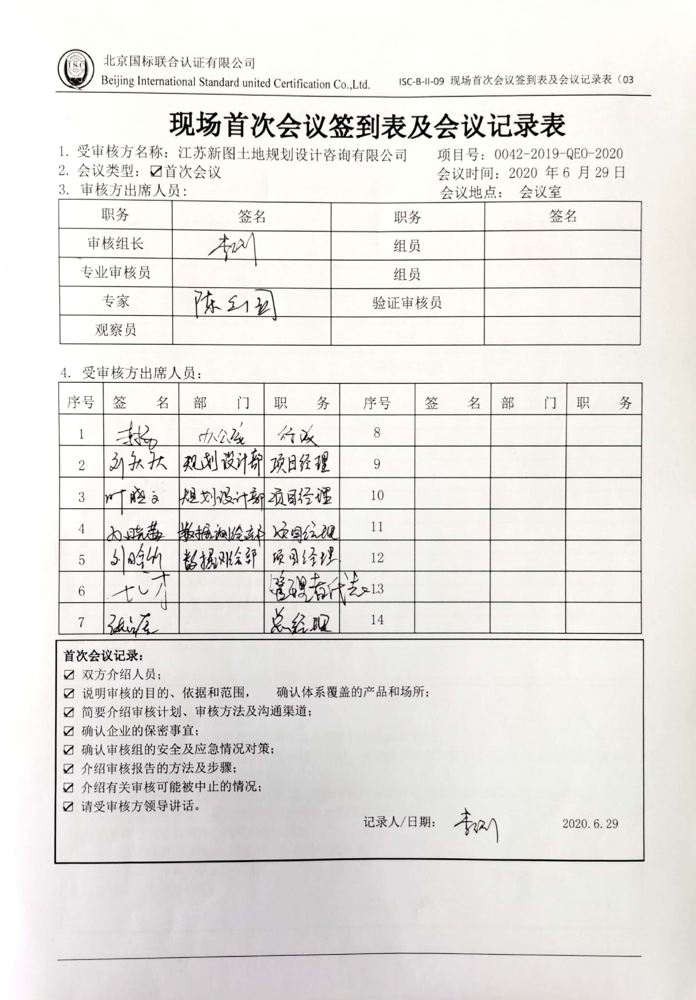 ISC
北京国标联合认证有限公司
Beijing International Standard united Certification Co.,Ltd.
ISC-B-II-09 现场首次会议签到表及会议记录表（03
现场首次会议签到表及会议记录表
1. 受审核方名称：江苏新图土地规划设计咨询有限公司 项目号：0042-2019-QEO-2020
2. 会议类型：☑首次会议 会议时间：2020 年 6 月 29 日
3. 审核方出席人员： 会议地点： 会议室
职务 签名 职务 签名
审核组长 组员
专业审核员 组员
专家 验证审核员
观察员
4. 受审核方出席人员：
序号 签 名 部 门 职 务 序号 签 名 部 门 职 务
1 办公室 行政 8
2 规划设计部 项目经理 9
3 叶晓文 规划设计部 项目经理 10
4 数据测绘部 项目经理 11
5 数据测绘部 项目经理 12
6 管理者代表 13
7 总经理 14
首次会议记录：
☑ 双方介绍人员；
☑ 说明审核的目的、依据和范围， 确认体系覆盖的产品和场所；
☑ 简要介绍审核计划、审核方法及沟通渠道；
☑ 确认企业的保密事宜；
☑ 确认审核组的安全及应急情况对策；
☑ 介绍审核报告的方法及步骤；
☑ 介绍有关审核可能被中止的情况；
☑ 请受审核方领导讲话。
记录人/日期： 2020.6.29